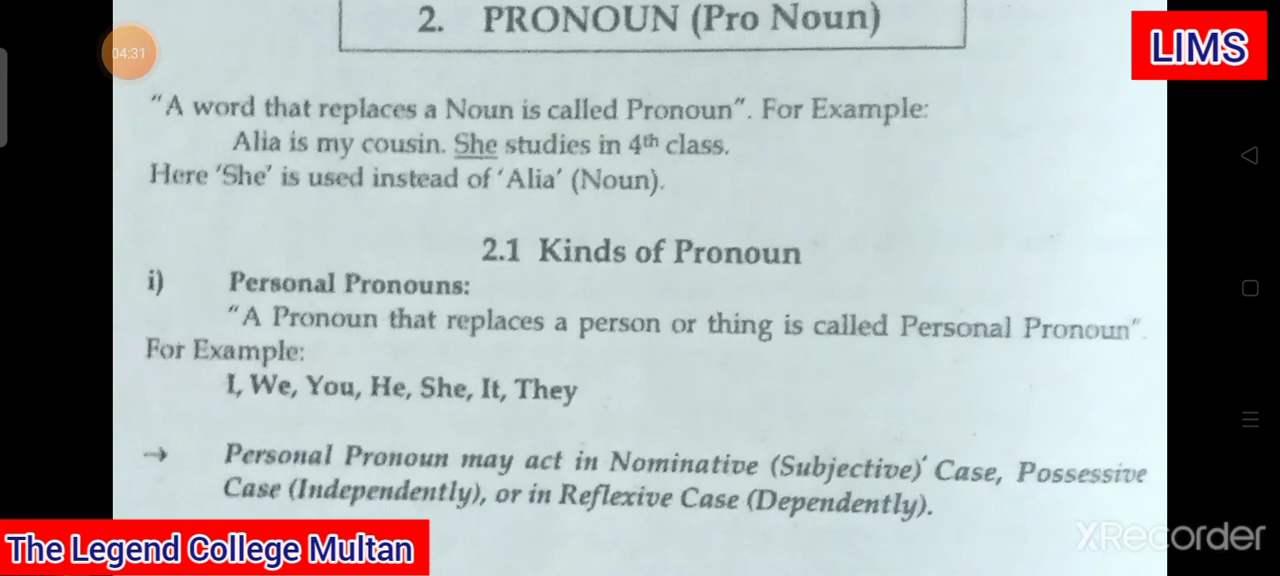 2. PRONOUN (Pro Noun)
LIMS
04:31
"A word that replaces a Noun is called Pronoun". For Example:
Alia is my cousin. She studies in 4th class.
Here 'She' is used instead of 'Alia' (Noun).
2.1 Kinds of Pronoun
i) Personal Pronouns:
"A Pronoun that replaces a person or thing is called Personal Pronoun".
For Example:
I, We, You, He, She, It, They
→ Personal Pronoun may act in Nominative (Subjective) Case, Possessive
Case (Independently), or in Reflexive Case (Dependently).
The Legend College Multan
XRecorder